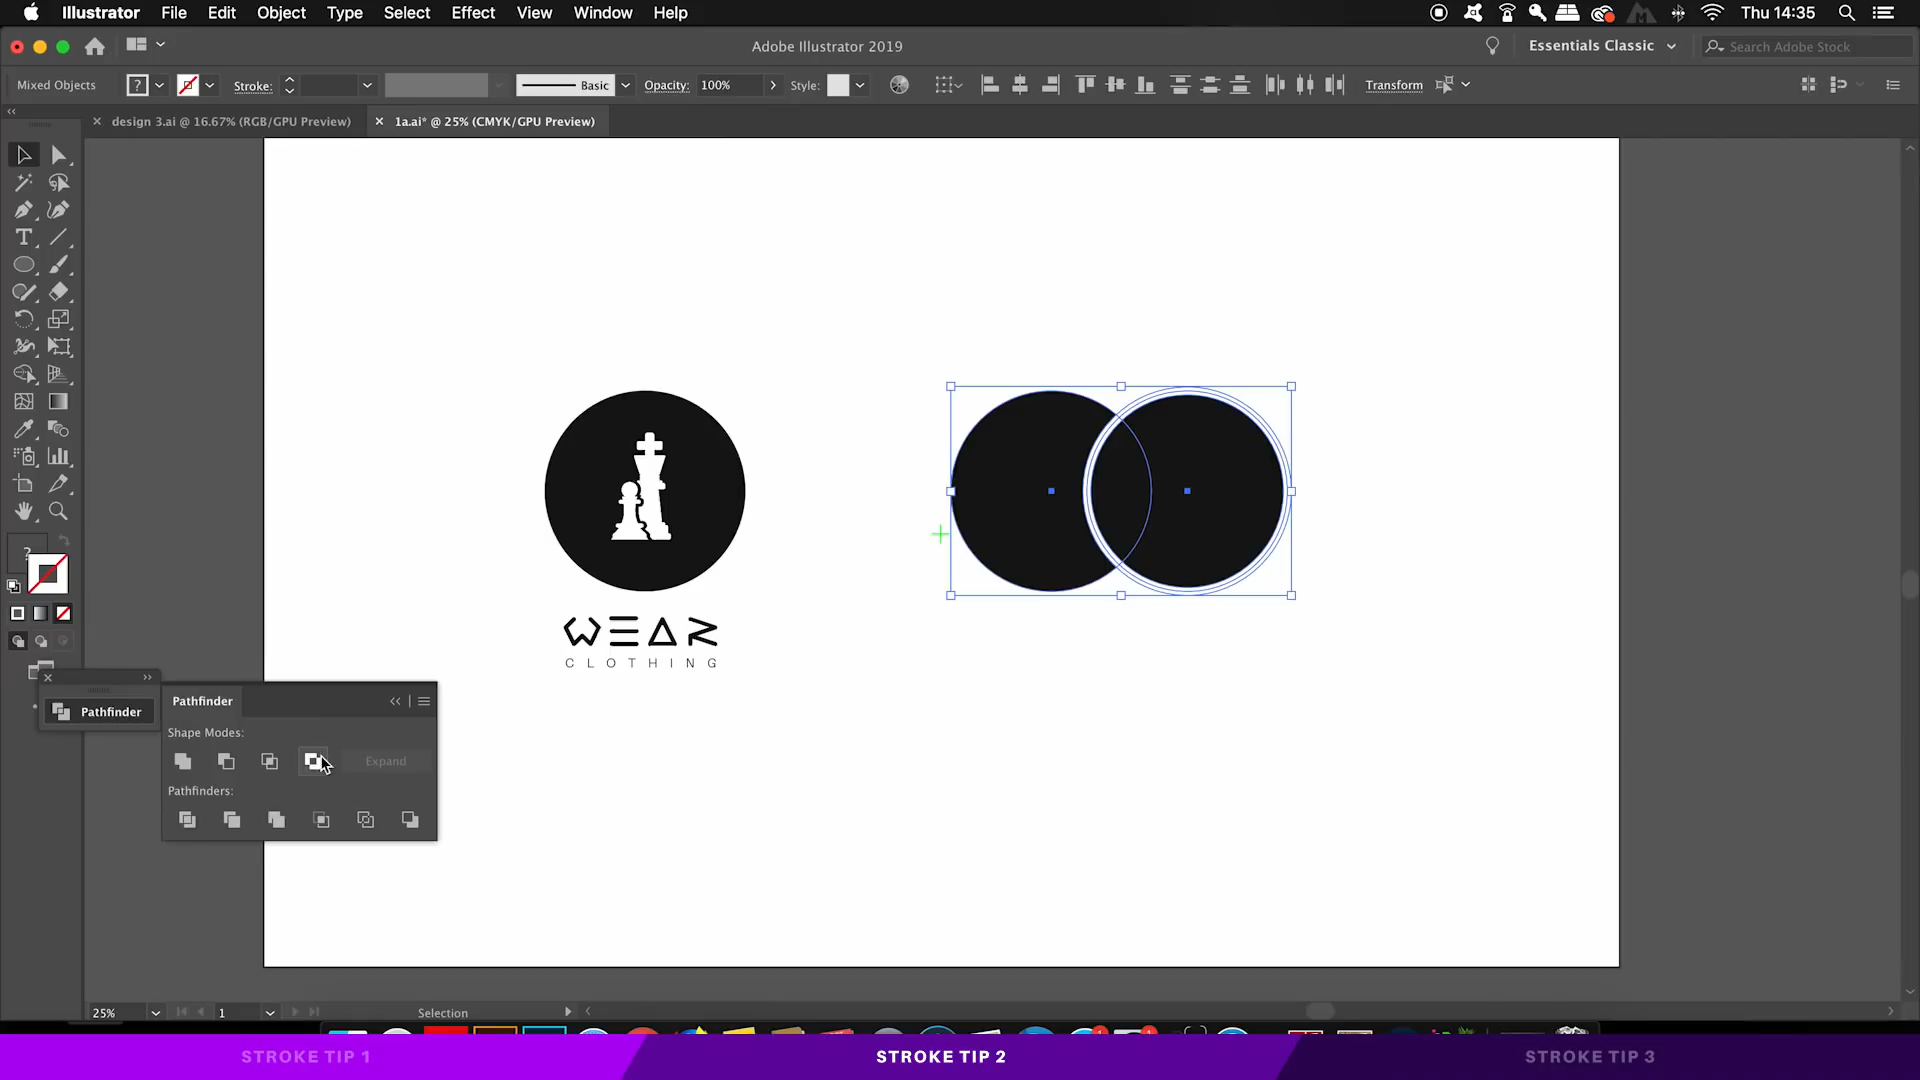 Illustrator File Edit Object Type Select Effect View Window Help
Thu 14:35
Adobe Illustrator 2019
Essentials Classic
Search Adobe Stock
Mixed Objects
?
Stroke:
Basic
Opacity: 100%
Style:
Transform
design 3.ai @ 16.67% (RGB/GPU Preview)
1a.ai* @ 25% (CMYK/GPU Preview)
?
WEAR
CLOTHING
Pathfinder
Pathfinder
Shape Modes:
Expand
Pathfinders:
25%
1
Selection
STROKE TIP 1
STROKE TIP 2
STROKE TIP 3